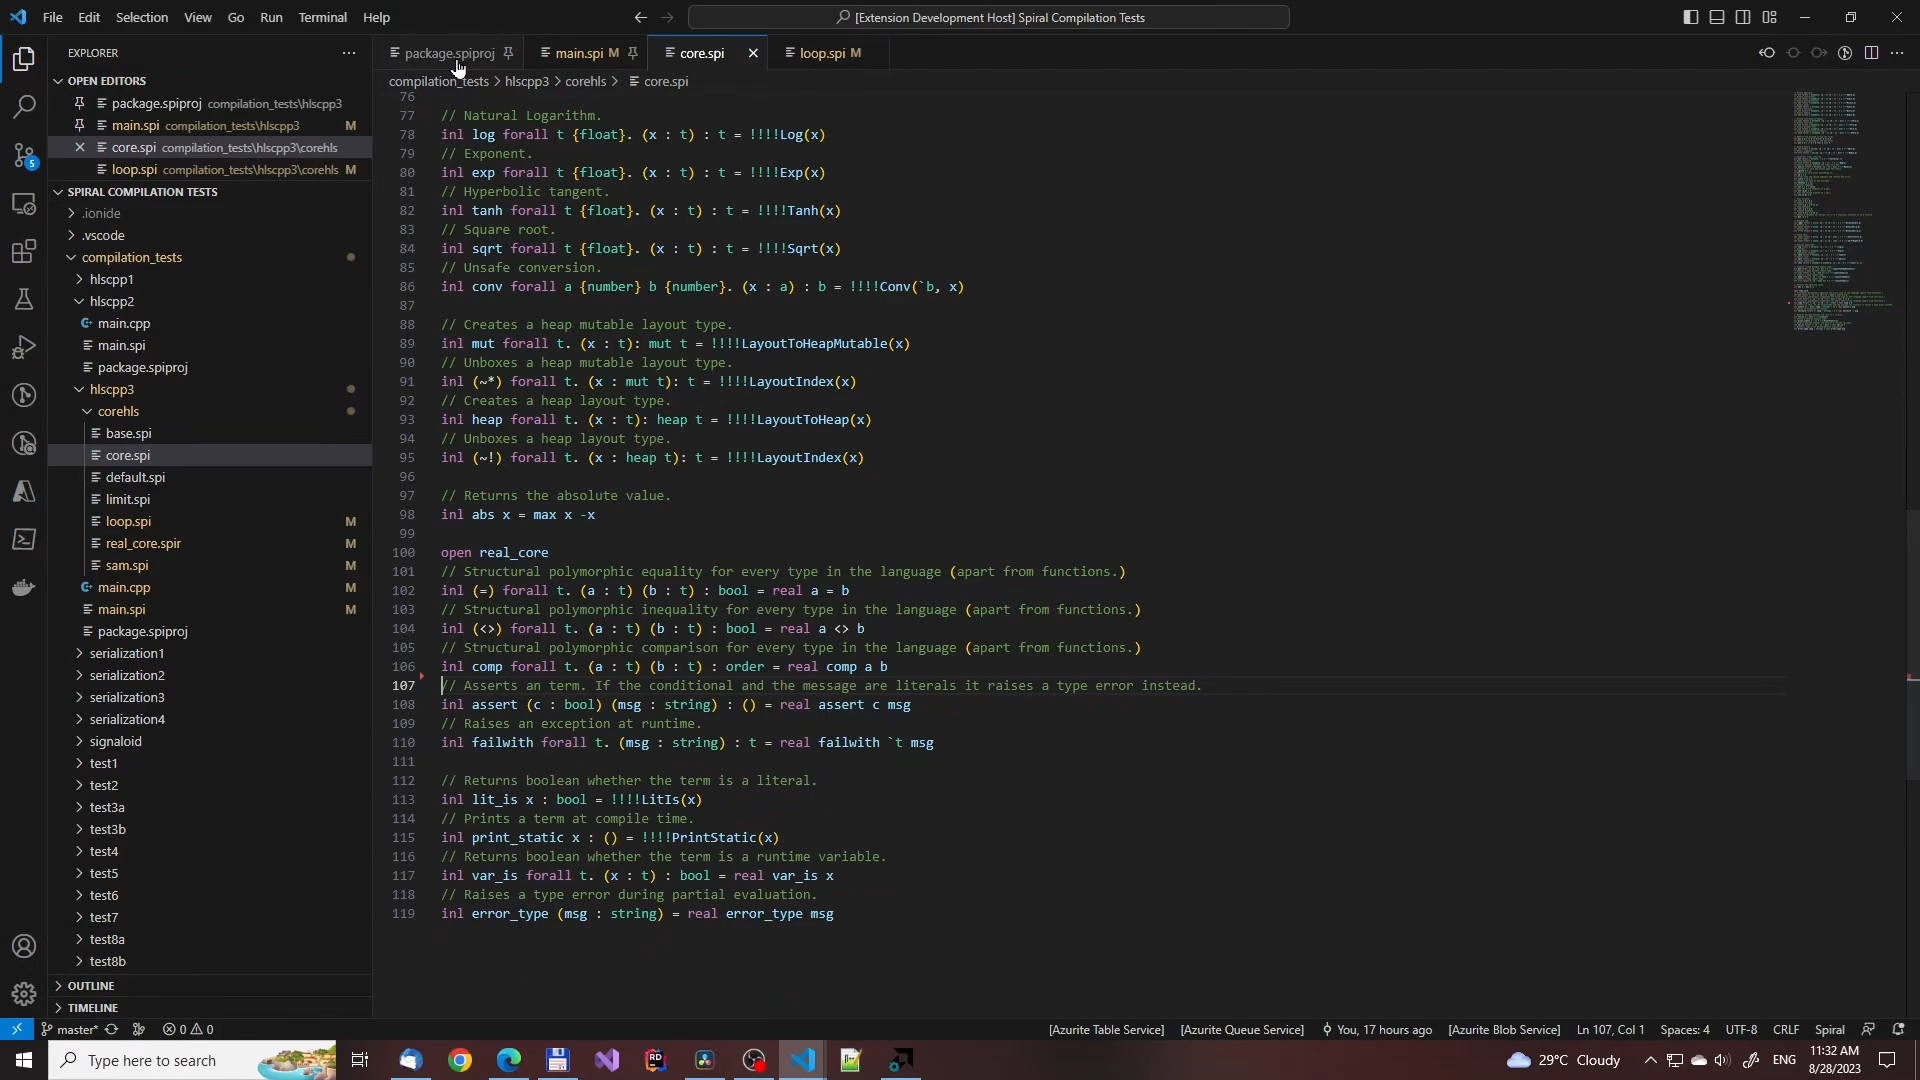 File Edit Selection View Go Run Terminal Help
[Extension Development Host] Spiral Compilation Tests
EXPLORER
OPEN EDITORS
package.spiproj compilation_tests\hlscpp3
main.spi compilation_tests\hlscpp3 M
core.spi compilation_tests\hlscpp3\corehls
loop.spi compilation_tests\hlscpp3\corehls M
SPIRAL COMPILATION TESTS
.ionide
.vscode
compilation_tests
hlscpp1
hlscpp2
main.cpp
main.spi
package.spiproj
hlscpp3
corehls
base.spi
core.spi
default.spi
limit.spi
loop.spi M
real_core.spir M
sam.spi M
main.cpp M
main.spi M
package.spiproj
serialization1
serialization2
serialization3
serialization4
signaloid
test1
test2
test3a
test3b
test4
test5
test6
test7
test8a
test8b
OUTLINE
TIMELINE
package.spiproj
main.spi M
core.spi
loop.spi M
compilation_tests > hlscpp3 > corehls > core.spi
76
77 // Natural Logarithm.
78 inl log forall t {float}. (x : t) : t = !!!!Log(x)
79 // Exponent.
80 inl exp forall t {float}. (x : t) : t = !!!!Exp(x)
81 // Hyperbolic tangent.
82 inl tanh forall t {float}. (x : t) : t = !!!!Tanh(x)
83 // Square root.
84 inl sqrt forall t {float}. (x : t) : t = !!!!Sqrt(x)
85 // Unsafe conversion.
86 inl conv forall a {number} b {number}. (x : a) : b = !!!!Conv(`b, x)
87
88 // Creates a heap mutable layout type.
89 inl mut forall t. (x : t): mut t = !!!!LayoutToHeapMutable(x)
90 // Unboxes a heap mutable layout type.
91 inl (~*) forall t. (x : mut t): t = !!!!LayoutIndex(x)
92 // Creates a heap layout type.
93 inl heap forall t. (x : t): heap t = !!!!LayoutToHeap(x)
94 // Unboxes a heap layout type.
95 inl (~!) forall t. (x : heap t): t = !!!!LayoutIndex(x)
96
97 // Returns the absolute value.
98 inl abs x = max x -x
99
100 open real_core
101 // Structural polymorphic equality for every type in the language (apart from functions.)
102 inl (=) forall t. (a : t) (b : t) : bool = real a = b
103 // Structural polymorphic inequality for every type in the language (apart from functions.)
104 inl (<>) forall t. (a : t) (b : t) : bool = real a <> b
105 // Structural polymorphic comparison for every type in the language (apart from functions.)
106 inl comp forall t. (a : t) (b : t) : order = real comp a b
107 // Asserts an term. If the conditional and the message are literals it raises a type error instead.
108 inl assert (c : bool) (msg : string) : () = real assert c msg
109 // Raises an exception at runtime.
110 inl failwith forall t. (msg : string) : t = real failwith `t msg
111
112 // Returns boolean whether the term is a literal.
113 inl lit_is x : bool = !!!!LitIs(x)
114 // Prints a term at compile time.
115 inl print_static x : () = !!!!PrintStatic(x)
116 // Returns boolean whether the term is a runtime variable.
117 inl var_is forall t. (x : t) : bool = real var_is x
118 // Raises a type error during partial evaluation.
119 inl error_type (msg : string) = real error_type msg
5
master* 0 0
[Azurite Table Service] [Azurite Queue Service] You, 17 hours ago [Azurite Blob Service] Ln 107, Col 1 Spaces: 4 UTF-8 CRLF Spiral
Type here to search
RD
29°C Cloudy
ENG
11:32 AM
8/28/2023